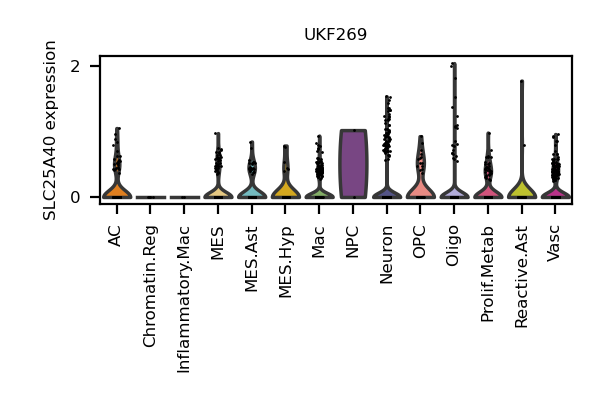 UKF269
SLC25A40 expression
2
0
AC
Chromatin.Reg
Inflammatory.Mac
MES
MES.Ast
MES.Hyp
Mac
NPC
Neuron
OPC
Oligo
Prolif.Metab
Reactive.Ast
Vasc